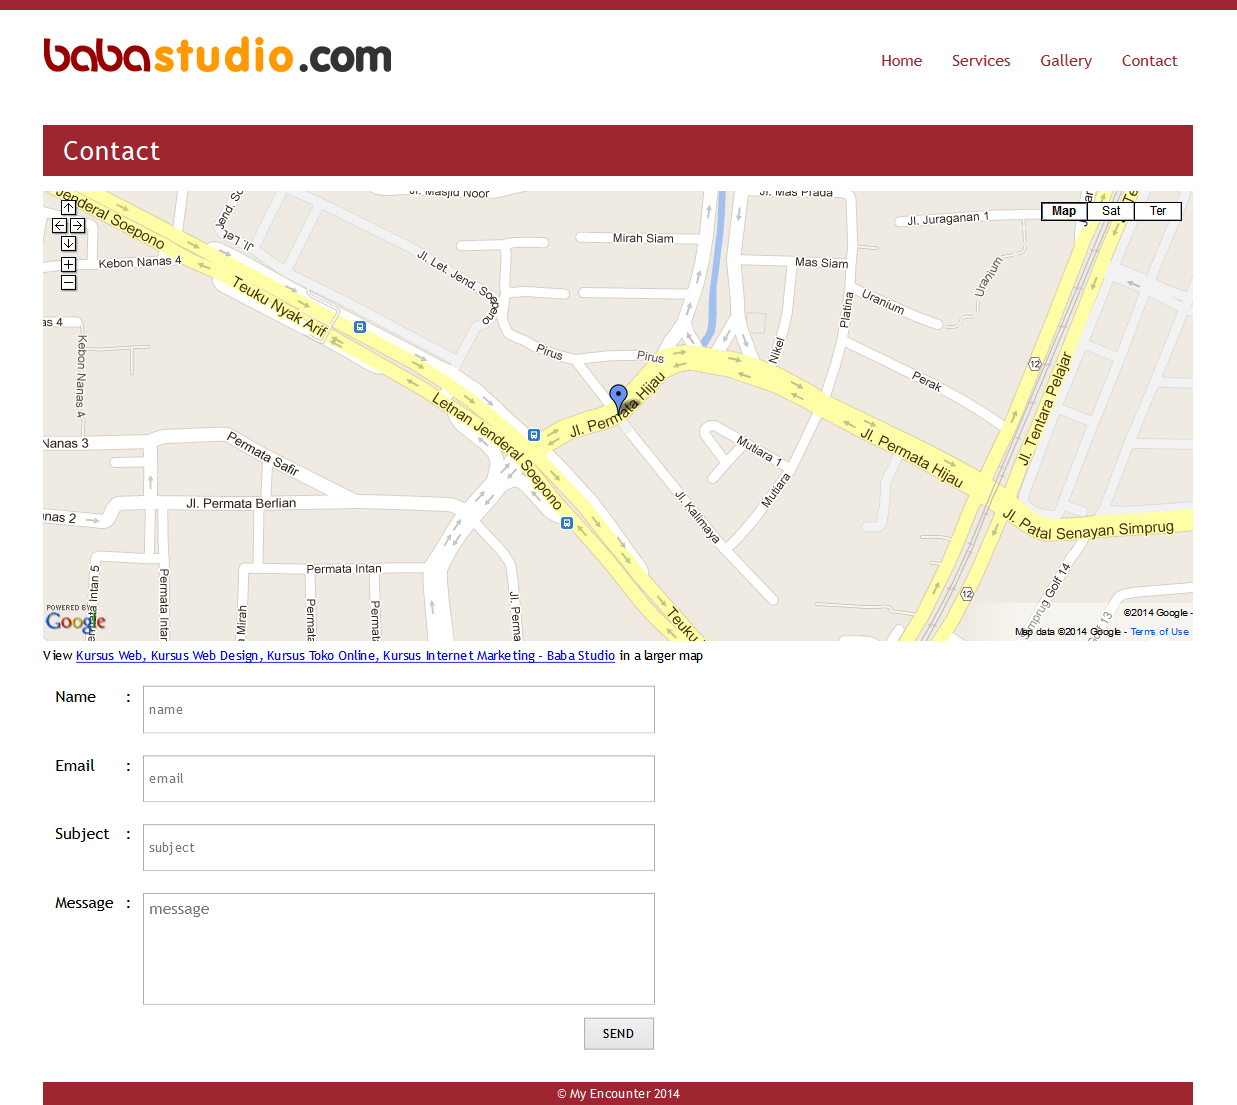 babastudio.com
Home Services Gallery Contact
Contact
Jl. Masjid Noor
Jl. Mas Prada
Jenderal Soepono
Jend. So
Jl. Let. J
Jl. Juraganan 1
Map Sat Ter
Mirah Siam
Kebon Nanas 4
Jl. Let. Jend. Soepono
Mas Siam
Uranium
Uranium
Teuku Nyak Arif
Platina
as 4
Kebon Nanas 4
Pirus
Pirus
Nikel
12
Perak
Jl. Tentara Pelajar
Letnan Jenderal Soepono
Jl. Permata Hijau
Jl. Permata Hijau
Nanas 3
Permata Safir
Mutiara 1
Mutiara
Jl. Permata Berlian
Jl. Kalimaya
unas 2
Jl. Patal Senayan Simprug
Permata Intan
Permata Intan
Mirah
Permata
Permata
Jl. Perma
Teuku
12
Simprug Golf 14
POWERED BY
Google
©2014 Google -
Map data ©2014 Google - Terms of Use
View Kursus Web, Kursus Web Design, Kursus Toko Online, Kursus Internet Marketing - Baba Studio in a larger map
Name : name
Email : email
Subject : subject
Message : message
SEND
© My Encounter 2014